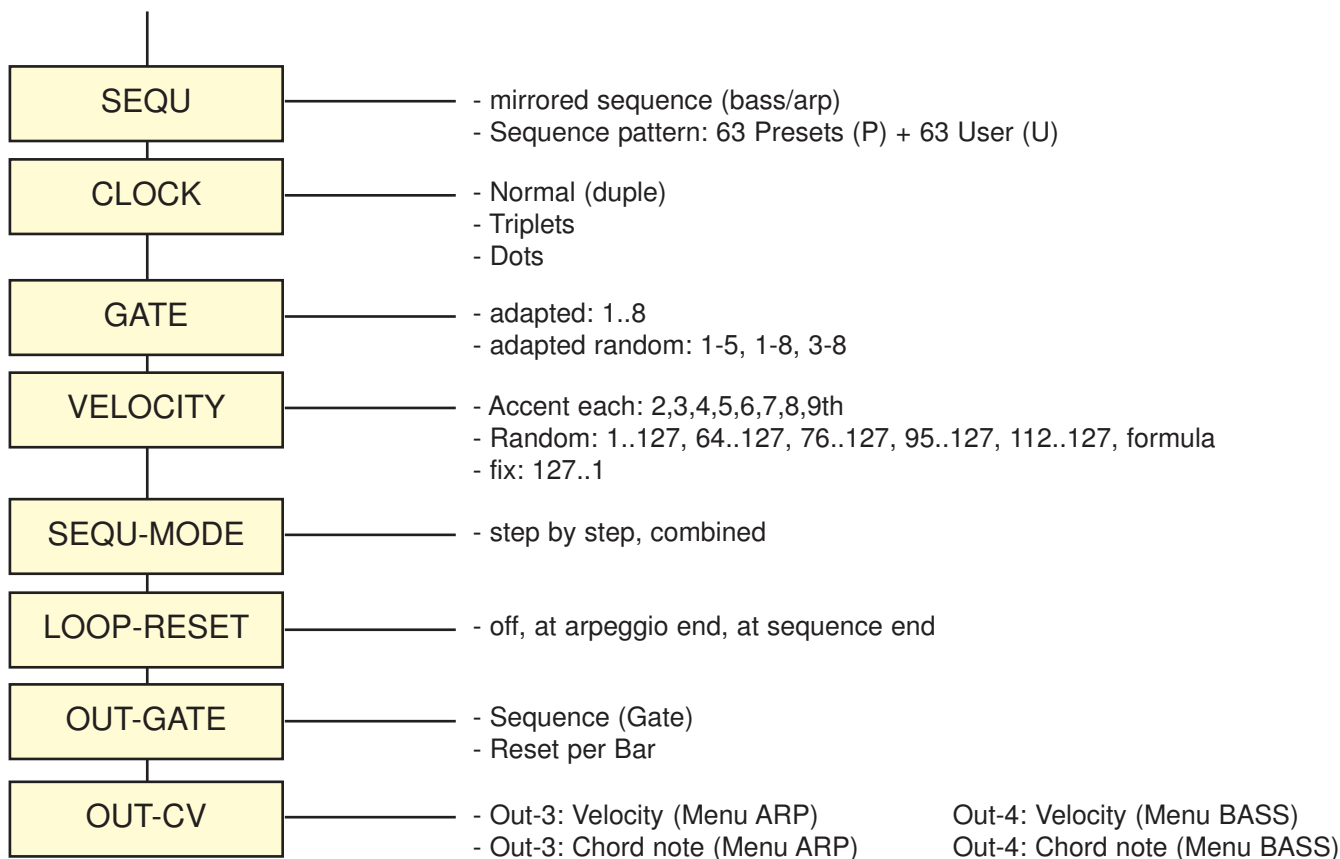 SEQU
- mirrored sequence (bass/arp)
- Sequence pattern: 63 Presets (P) + 63 User (U)
CLOCK
- Normal (duple)
- Triplets
- Dots
GATE
- adapted: 1..8
- adapted random: 1-5, 1-8, 3-8
VELOCITY
- Accent each: 2,3,4,5,6,7,8,9th
- Random: 1..127, 64..127, 76..127, 95..127, 112..127, formula
- fix: 127..1
SEQU-MODE
- step by step, combined
LOOP-RESET
- off, at arpeggio end, at sequence end
OUT-GATE
- Sequence (Gate)
- Reset per Bar
OUT-CV
- Out-3: Velocity (Menu ARP) Out-4: Velocity (Menu BASS)
- Out-3: Chord note (Menu ARP) Out-4: Chord note (Menu BASS)